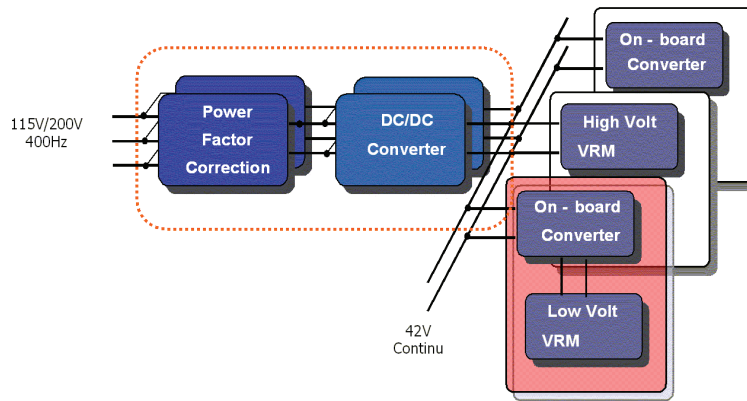 115V/200V
400Hz
Power
Factor
Correction
DC/DC
Converter
On - board
Converter
High Volt
VRM
On - board
Converter
Low Volt
VRM
42V
Continu